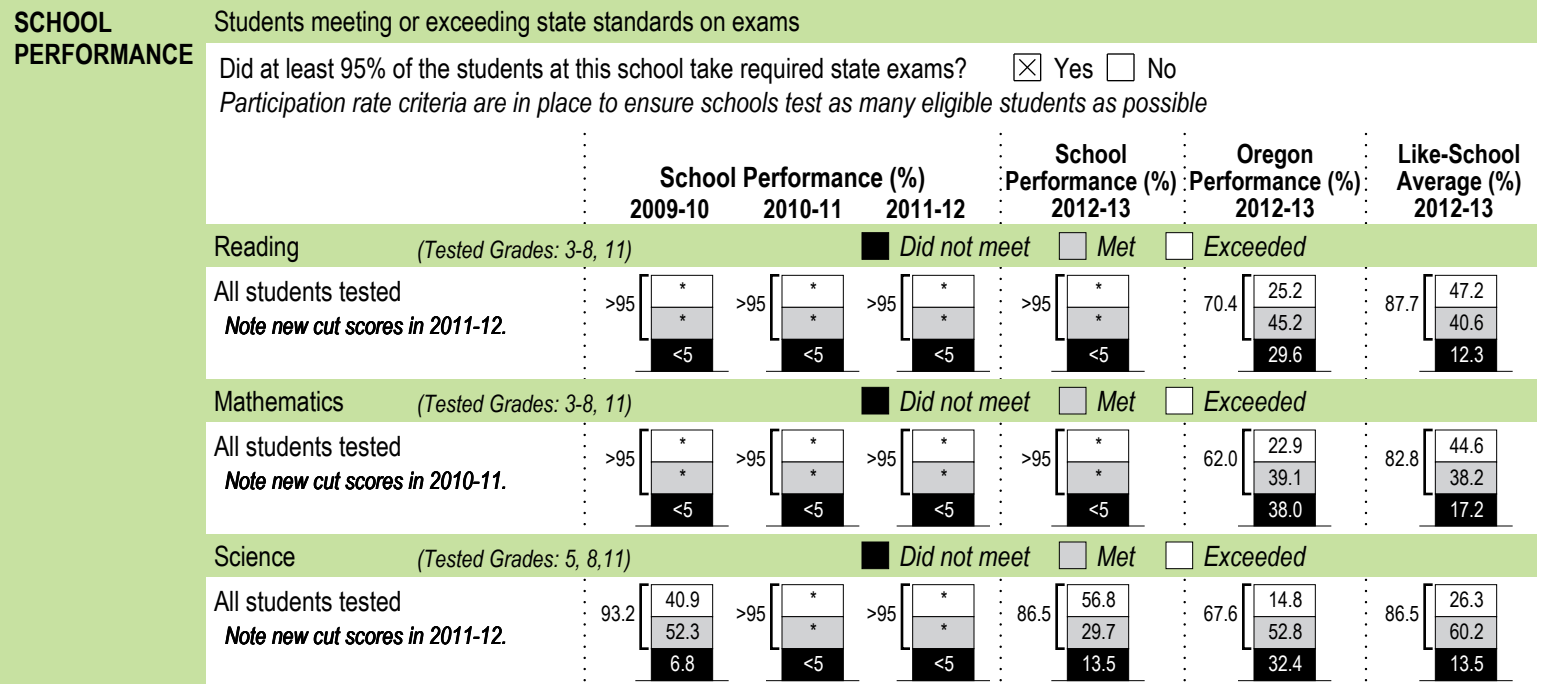 SCHOOL PERFORMANCE
Students meeting or exceeding state standards on exams
Did at least 95% of the students at this school take required state exams? ☒ Yes ☐ No
Participation rate criteria are in place to ensure schools test as many eligible students as possible
School Performance (%)
2009-10 2010-11 2011-12
School Performance (%) 2012-13
Oregon Performance (%) 2012-13
Like-School Average (%) 2012-13
Reading (Tested Grades: 3-8, 11) Did not meet Met Exceeded
All students tested
Note new cut scores in 2011-12.
>95 * * <5
>95 * * <5
>95 * * <5
>95 * * <5
70.4 25.2 45.2 29.6
87.7 47.2 40.6 12.3
Mathematics (Tested Grades: 3-8, 11) Did not meet Met Exceeded
All students tested
Note new cut scores in 2010-11.
>95 * * <5
>95 * * <5
>95 * * <5
>95 * * <5
62.0 22.9 39.1 38.0
82.8 44.6 38.2 17.2
Science (Tested Grades: 5, 8,11) Did not meet Met Exceeded
All students tested
Note new cut scores in 2011-12.
93.2 40.9 52.3 6.8
>95 * * <5
>95 * * <5
86.5 56.8 29.7 13.5
67.6 14.8 52.8 32.4
86.5 26.3 60.2 13.5